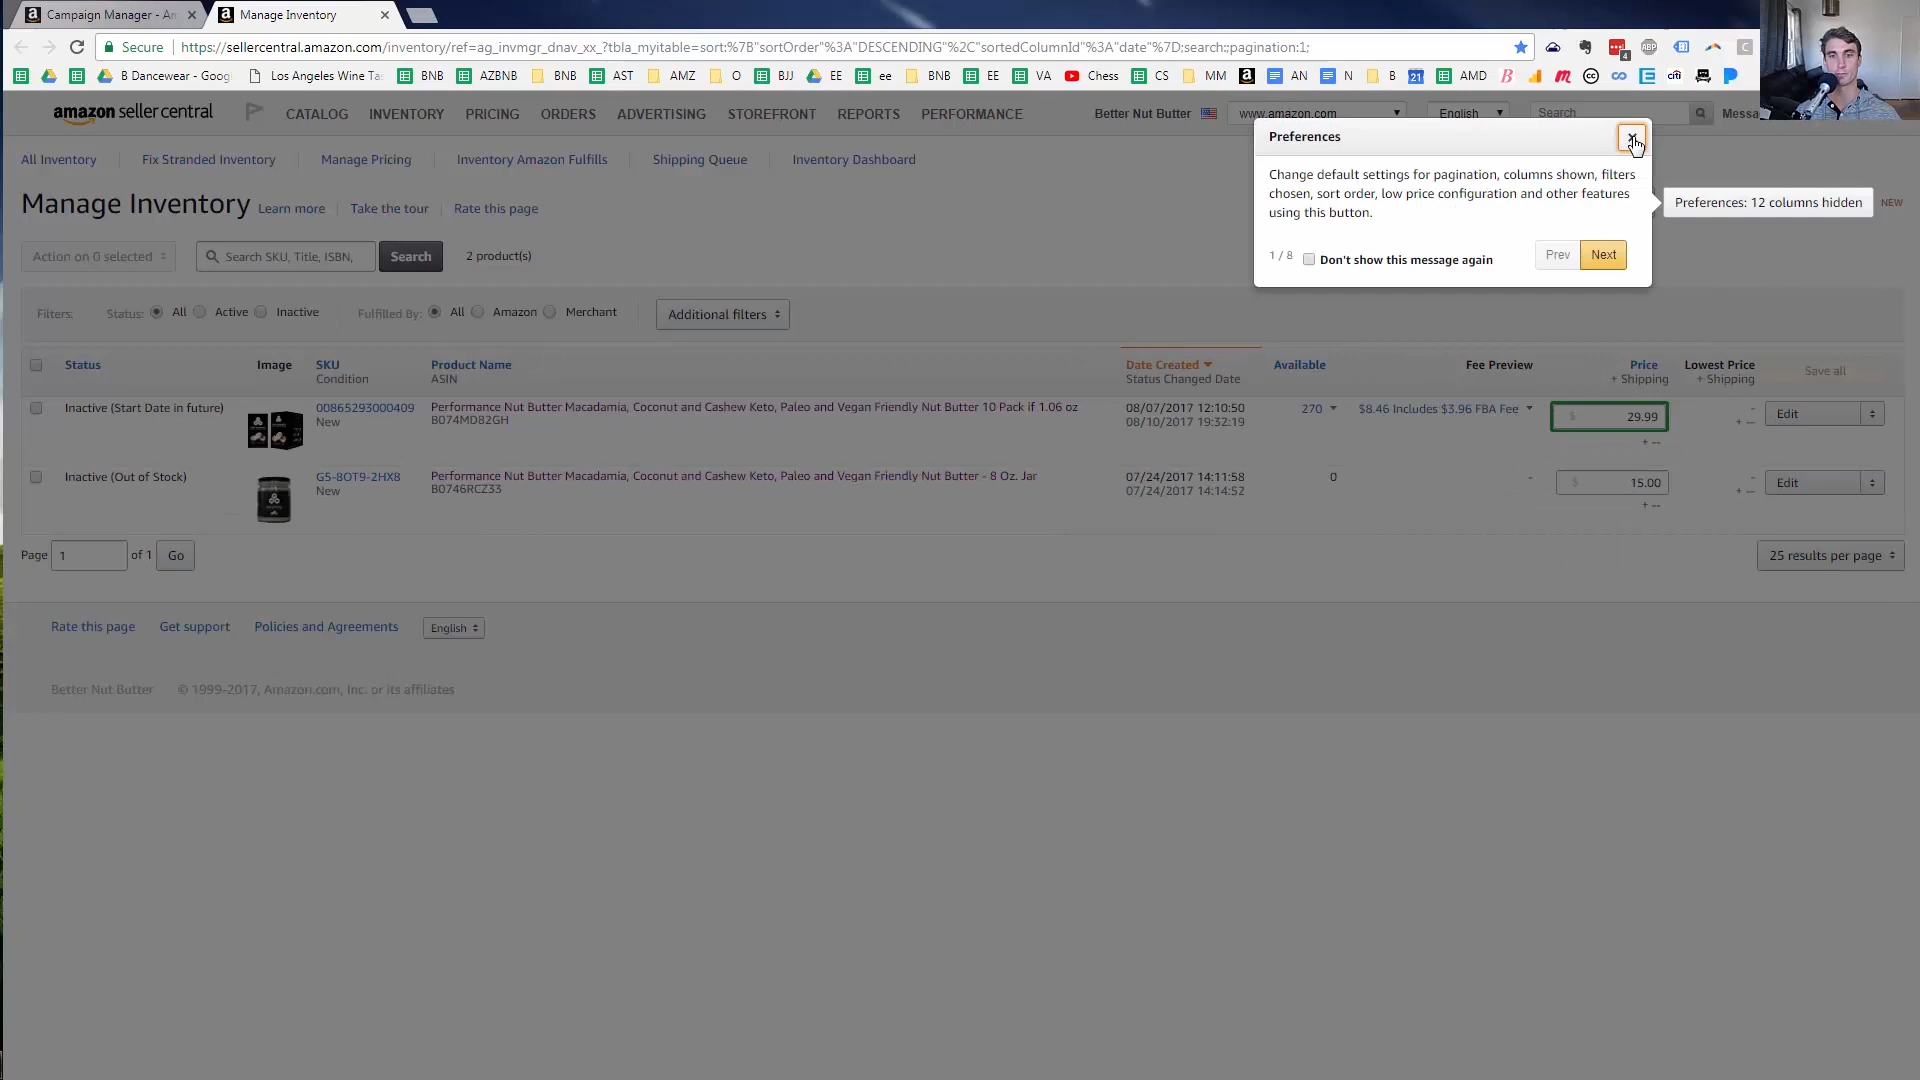 Campaign Manager - Am
Manage Inventory
Secure
https://sellercentral.amazon.com/inventory/ref=ag_invmgr_dnav_xx_?tbla_myitable=sort:%7B"sortOrder"%3A"DESCENDING"%2C"sortedColumnId"%3A"date"%7D;search:;pagination:1;
4
ABP
B Dancewear - Goog
Los Angeles Wine Ta
BNB
AZBNB
BNB
AST
AMZ
O
BJJ
EE
ee
BNB
EE
VA
Chess
CS
MM
AN
N
B
21
AMD
citi
amazon seller central
CATALOG
INVENTORY
PRICING
ORDERS
ADVERTISING
STOREFRONT
REPORTS
PERFORMANCE
Better Nut Butter
www.amazon.com
English
Search
Messa
All Inventory
Fix Stranded Inventory
Manage Pricing
Inventory Amazon Fulfills
Shipping Queue
Inventory Dashboard
Preferences
Change default settings for pagination, columns shown, filters
chosen, sort order, low price configuration and other features
using this button.
1 / 8
Don't show this message again
Prev
Next
Preferences: 12 columns hidden
NEW
Manage Inventory
Learn more
Take the tour
Rate this page
Action on 0 selected
Search SKU, Title, ISBN,
Search
2 product(s)
Filters:
Status:
All
Active
Inactive
Fulfilled By:
All
Amazon
Merchant
Additional filters
Status
Image
SKU
Condition
Product Name
ASIN
Date Created
Status Changed Date
Available
Fee Preview
Price
+ Shipping
Lowest Price
+ Shipping
Save all
Inactive (Start Date in future)
00865293000409
New
Performance Nut Butter Macadamia, Coconut and Cashew Keto, Paleo and Vegan Friendly Nut Butter 10 Pack if 1.06 oz
B074MD82GH
08/07/2017 12:10:50
08/10/2017 19:32:19
270
$8.46 Includes $3.96 FBA Fee
$ 29.99
+ --
-
+ --
Edit
Inactive (Out of Stock)
G5-8OT9-2HX8
New
Performance Nut Butter Macadamia, Coconut and Cashew Keto, Paleo and Vegan Friendly Nut Butter - 8 Oz. Jar
B0746RCZ33
07/24/2017 14:11:58
07/24/2017 14:14:52
0
-
$ 15.00
+ --
-
+ --
Edit
Page 1 of 1 Go
25 results per page
Rate this page
Get support
Policies and Agreements
English
Better Nut Butter
© 1999-2017, Amazon.com, Inc. or its affiliates